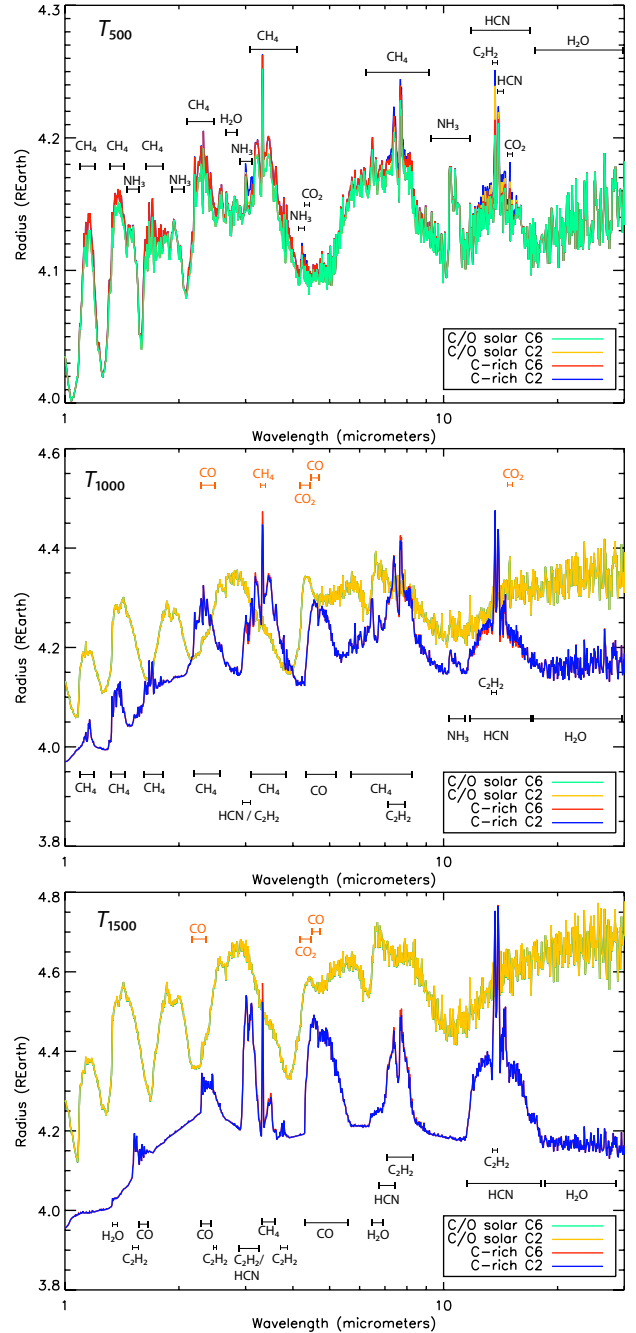 T500
CH4
HCN
C2H2
H2O
CH4
HCN
CH4
H2O
NH3
CH4 CH4 CH4
NH3
CO2
NH3 NH3
CO2
NH3
4.3
4.2
4.1
4.0
Radius (REarth)
C/O solar C6
C/O solar C2
C-rich C6
C-rich C2
1 10
Wavelength (micrometers)
4.6
T1000
CO CH4 CO CO2
CO2
4.4
4.2
4.0
3.8
Radius (REarth)
C2H2
NH3 HCN H2O
CH4 CH4 CH4 CH4 CH4 CO CH4
HCN / C2H2
C2H2
C/O solar C6
C/O solar C2
C-rich C6
C-rich C2
1 10
Wavelength (micrometers)
4.8
T1500
CO CO
CO2
4.6
4.4
4.2
4.0
3.8
Radius (REarth)
C2H2 C2H2
HCN HCN H2O
H2O CO CO CH4 CO H2O
C2H2 C2H2 C2H2/ C2H2
HCN
C/O solar C6
C/O solar C2
C-rich C6
C-rich C2
1 10
Wavelength (micrometers)